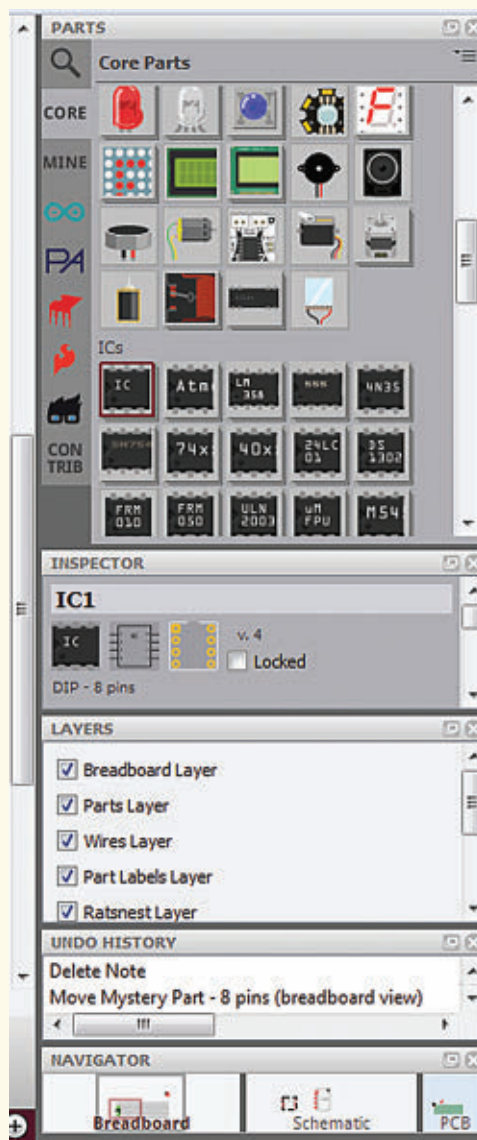 PARTS
Core Parts
CORE
MINE
PA
CON
TRIB
ICs
IC
Atm
LM
358
555
4N35
SN754
74x
40x
24LC
01
DS
1302
FRM
010
FRM
050
ULN
2003
uM
FPU
M54
INSPECTOR
IC1
IC
v. 4
Locked
DIP - 8 pins
LAYERS
Breadboard Layer
Parts Layer
Wires Layer
Part Labels Layer
Ratsnest Layer
UNDO HISTORY
Delete Note
Move Mystery Part - 8 pins (breadboard view)
NAVIGATOR
Breadboard
Schematic
PCB